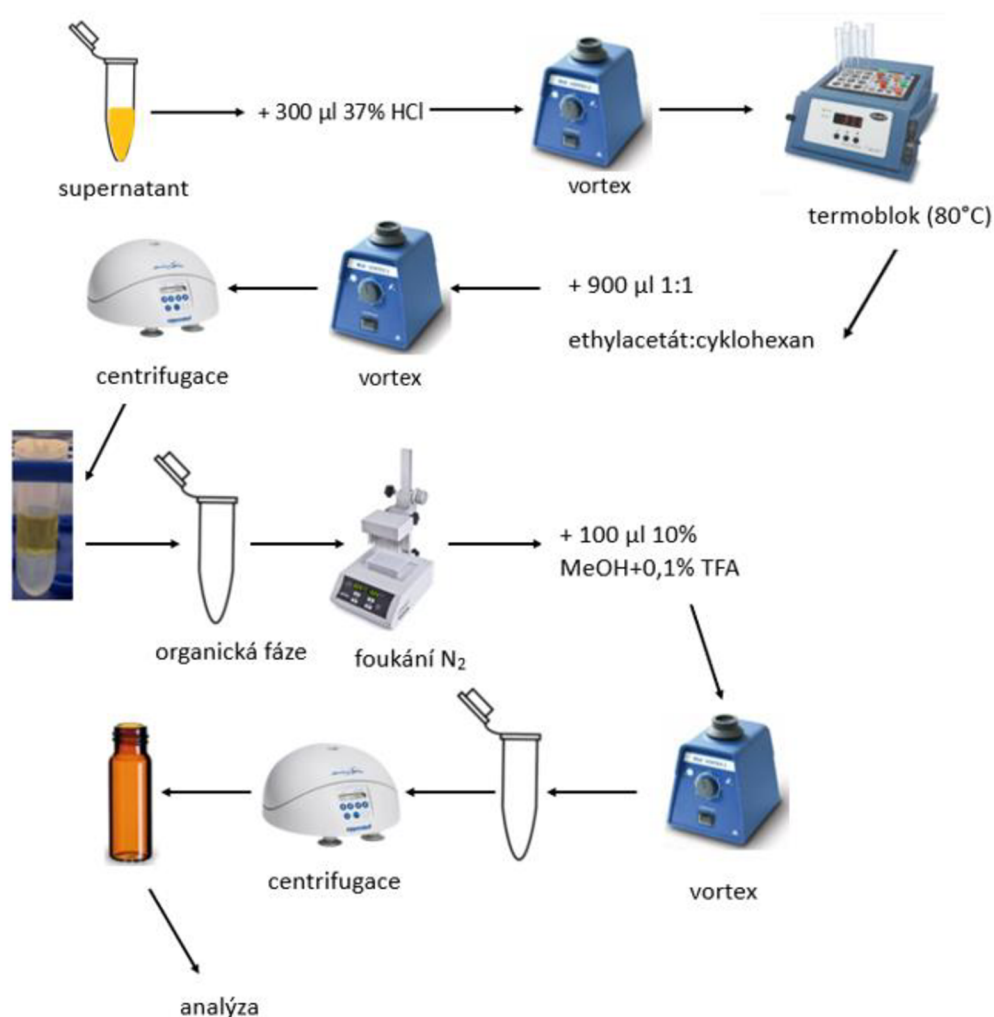 + 300 µl 37% HCl
supernatant
vortex
termoblok (80°C)
+ 900 µl 1:1
ethylacetát:cyklohexan
centrifugace
vortex
+ 100 µl 10%
MeOH+0,1% TFA
organická fáze
foukání N₂
centrifugace
vortex
analýza